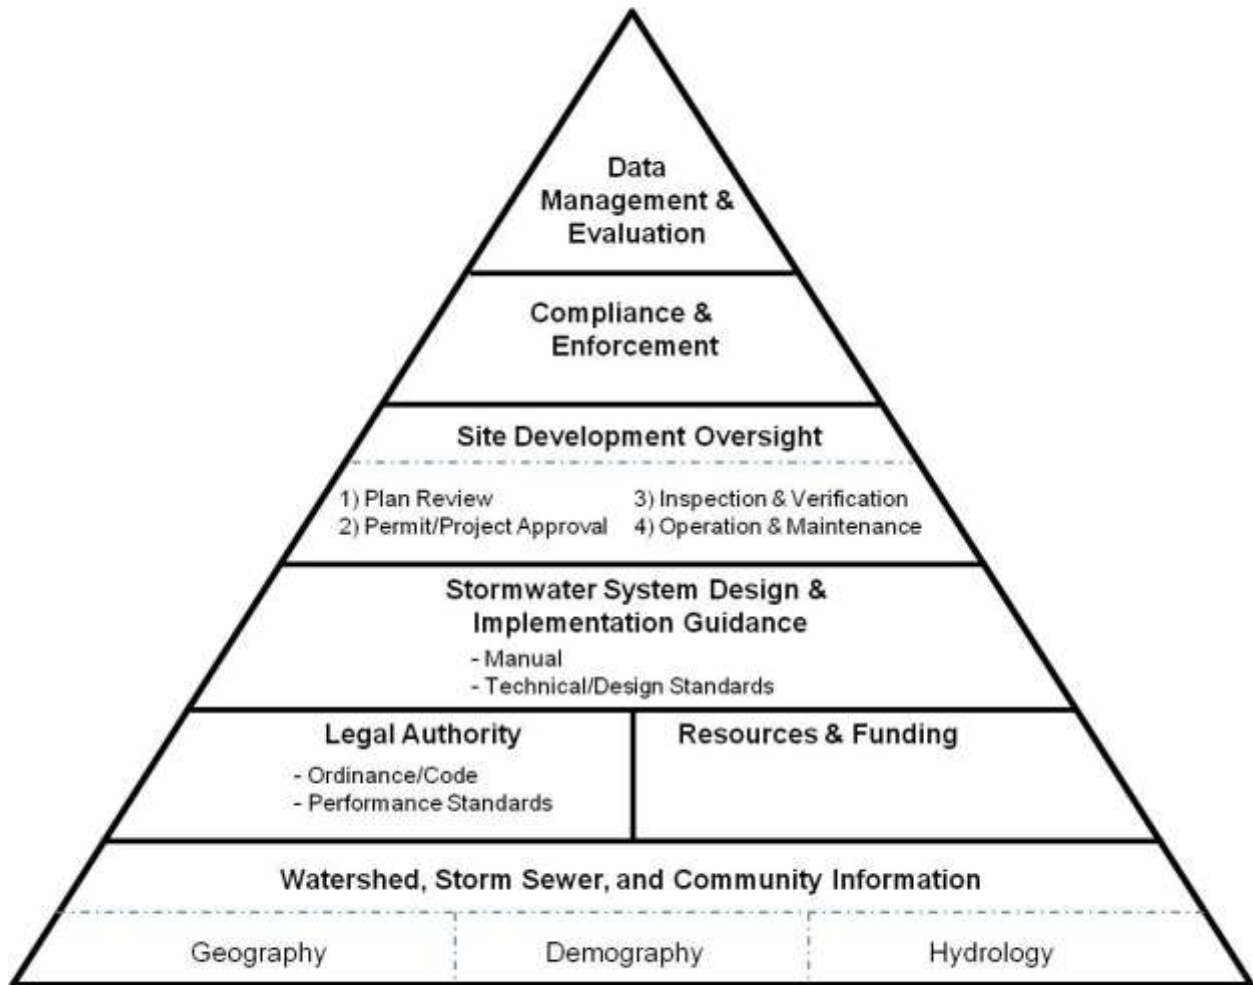 Data
Management &
Evaluation
Compliance &
Enforcement
Site Development Oversight
1) Plan Review
2) Permit/Project Approval
3) Inspection & Verification
4) Operation & Maintenance
Stormwater System Design &
Implementation Guidance
- Manual
- Technical/Design Standards
Legal Authority
- Ordinance/Code
- Performance Standards
Resources & Funding
Watershed, Storm Sewer, and Community Information
Geography
Demography
Hydrology